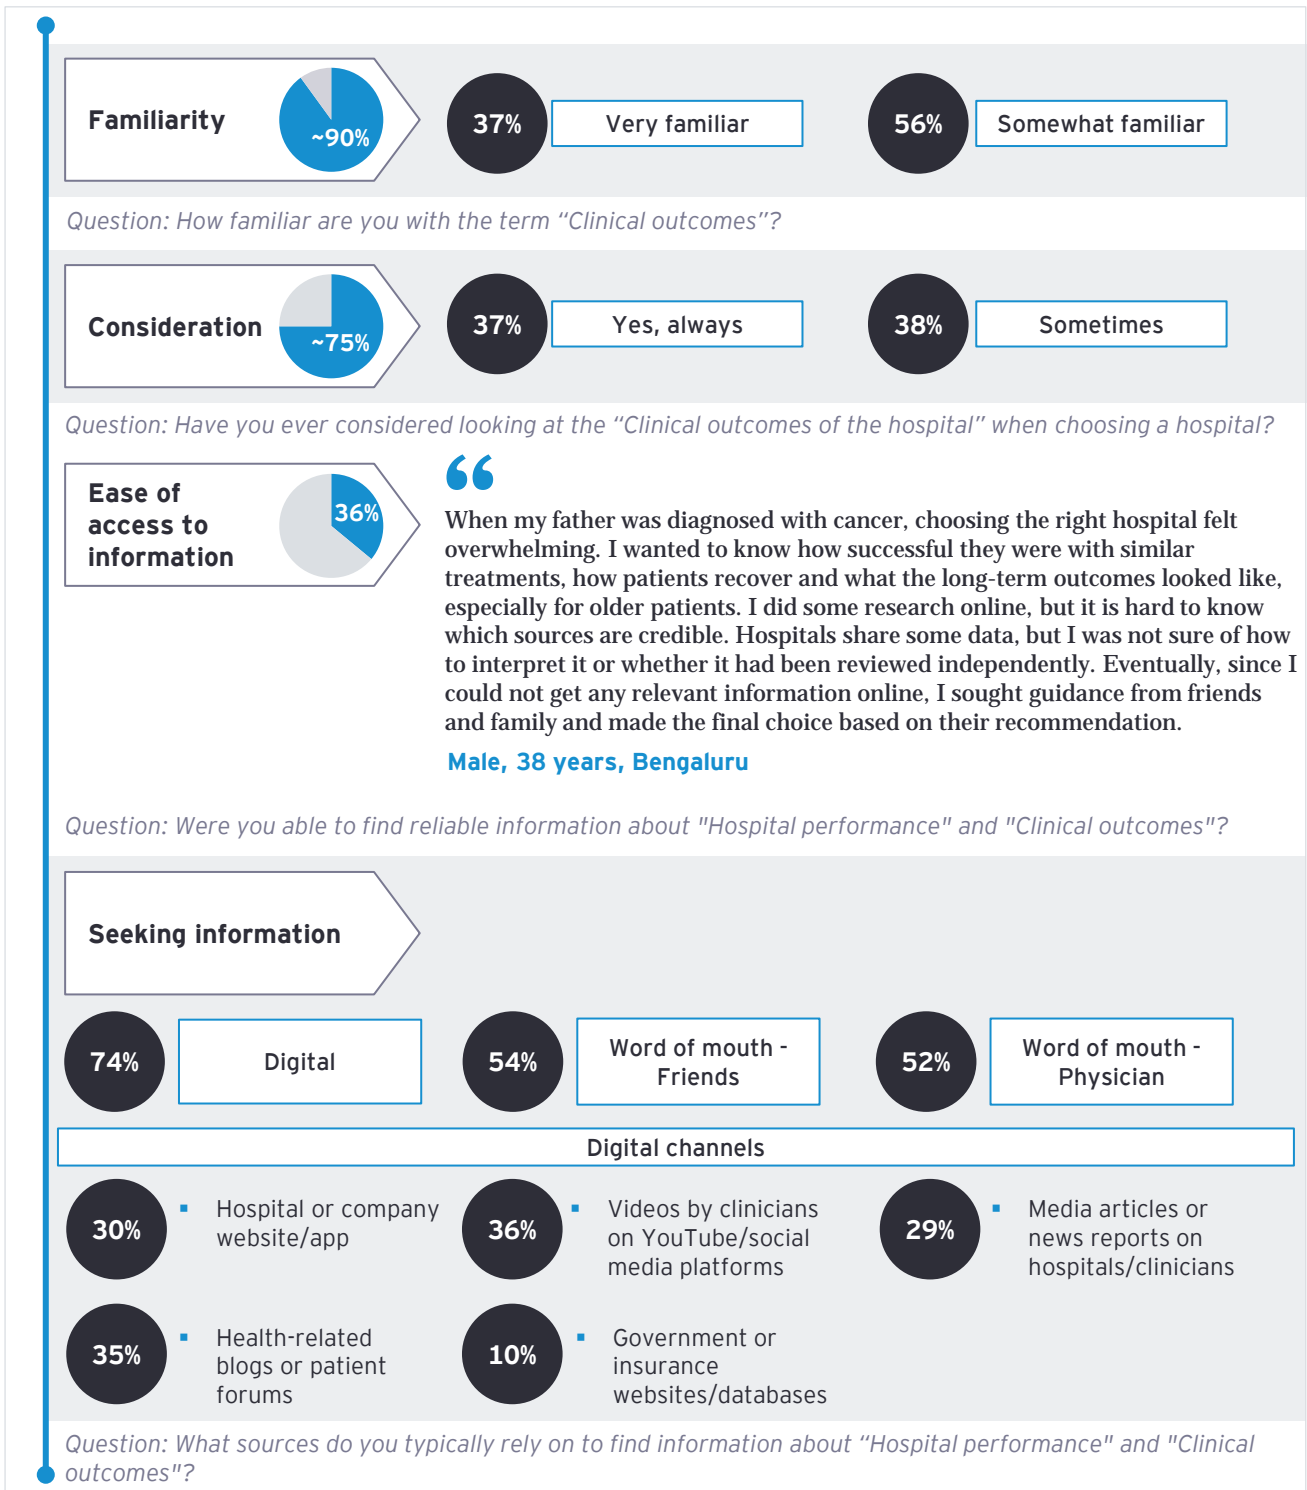 Familiarity
~90%
37%
Very familiar
56%
Somewhat familiar
Question: How familiar are you with the term “Clinical outcomes”?
Consideration
~75%
37%
Yes, always
38%
Sometimes
Question: Have you ever considered looking at the “Clinical outcomes of the hospital” when choosing a hospital?
Ease of
access to
information
36%
“
When my father was diagnosed with cancer, choosing the right hospital felt
overwhelming. I wanted to know how successful they were with similar
treatments, how patients recover and what the long-term outcomes looked like,
especially for older patients. I did some research online, but it is hard to know
which sources are credible. Hospitals share some data, but I was not sure of how
to interpret it or whether it had been reviewed independently. Eventually, since I
could not get any relevant information online, I sought guidance from friends
and family and made the final choice based on their recommendation.
Male, 38 years, Bengaluru
Question: Were you able to find reliable information about "Hospital performance" and "Clinical outcomes"?
Seeking information
74%
Digital
54%
Word of mouth -
Friends
52%
Word of mouth -
Physician
Digital channels
30%
▪ Hospital or company
website/app
36%
▪ Videos by clinicians
on YouTube/social
media platforms
29%
▪ Media articles or
news reports on
hospitals/clinicians
35%
▪ Health-related
blogs or patient
forums
10%
▪ Government or
insurance
websites/databases
Question: What sources do you typically rely on to find information about “Hospital performance" and "Clinical
outcomes"?